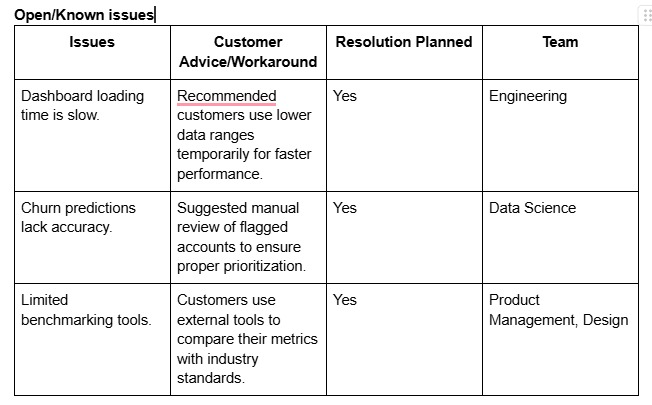 Open/Known issues
Issues
Customer
Advice/Workaround
Resolution Planned
Team
Dashboard loading
time is slow.
Recommended
customers use lower
data ranges
temporarily for faster
performance.
Yes
Engineering
Churn predictions
lack accuracy.
Suggested manual
review of flagged
accounts to ensure
proper prioritization.
Yes
Data Science
Limited
benchmarking tools.
Customers use
external tools to
compare their metrics
with industry
standards.
Yes
Product
Management, Design